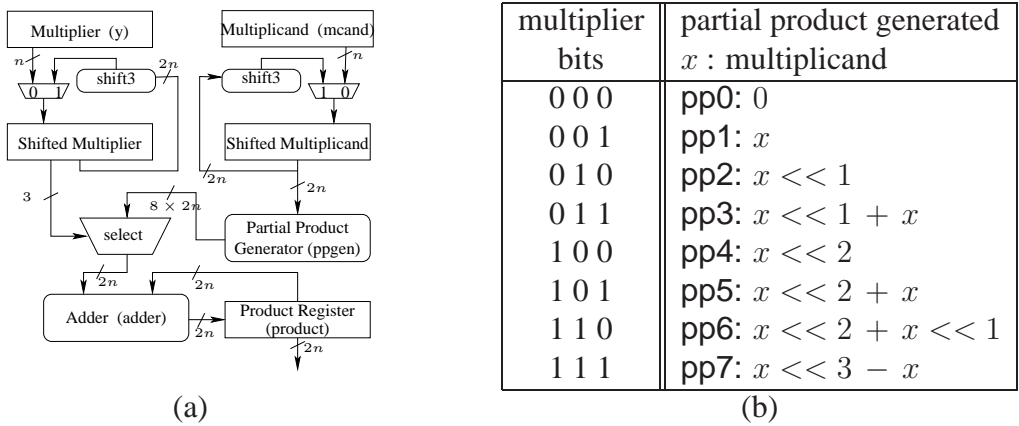 Multiplier (y)
Multiplicand (mcand)
n
2n
n
shift3
shift3
0 1
1 0
Shifted Multiplier
Shifted Multiplicand
2n
3
2n
8 × 2n
select
Partial Product
Generator (ppgen)
2n
2n
Adder (adder)
2n
Product Register
(product)
2n
(a)
multiplier
bits
partial product generated
x : multiplicand
0 0 0 pp0: 0
0 0 1 pp1: x
0 1 0 pp2: x << 1
0 1 1 pp3: x << 1 + x
1 0 0 pp4: x << 2
1 0 1 pp5: x << 2 + x
1 1 0 pp6: x << 2 + x << 1
1 1 1 pp7: x << 3 − x
(b)